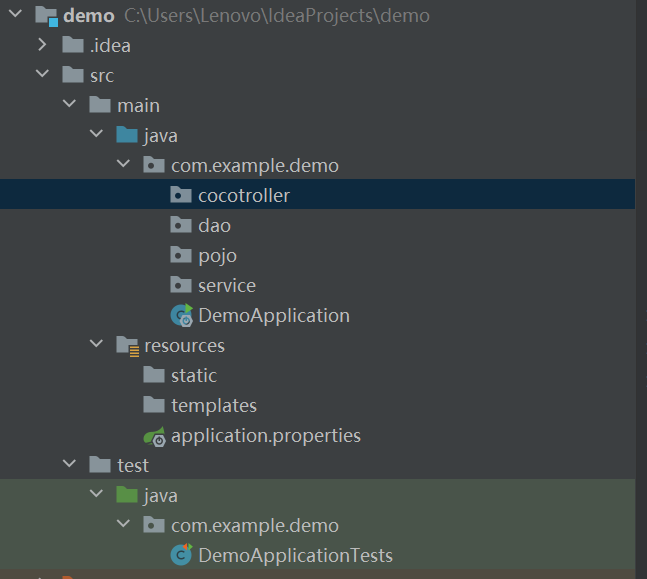 demo C:\Users\Lenovo\IdeaProjects\demo
.idea
src
main
java
com.example.demo
cocotroller
dao
pojo
service
DemoApplication
resources
static
templates
application.properties
test
java
com.example.demo
DemoApplicationTests